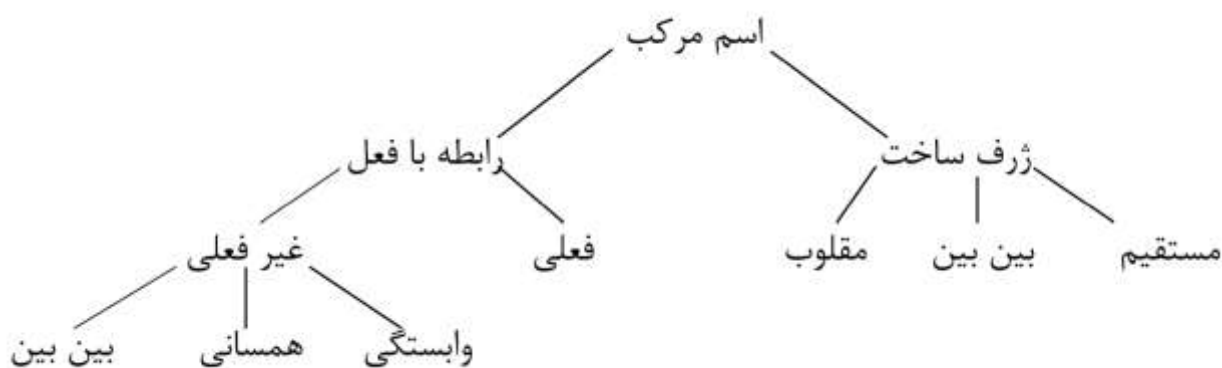 اسم مرکب
ژرف ساخت رابطه با فعل
مستقیم بین بین مقلوب فعلی غیر فعلی
وابستگی همسانی بین بین